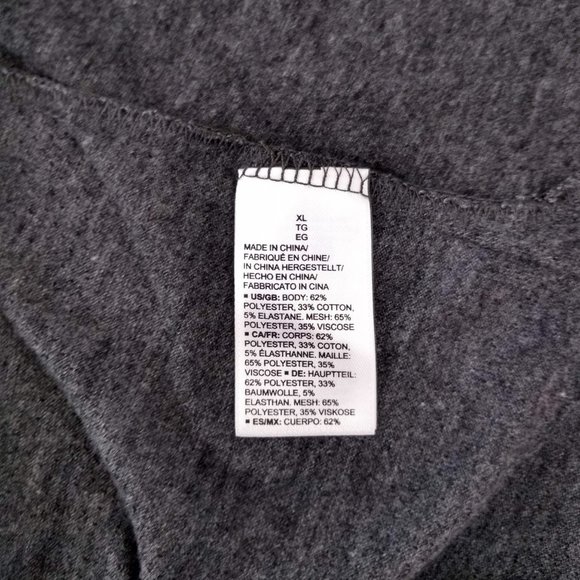 XL
TG
EG
MADE IN CHINA/
FABRIQUÉ EN CHINE/
IN CHINA HERGESTELLT/
HECHO EN CHINA/
FABBRICATO IN CINA
▪ US/GB: BODY: 62%
POLYESTER, 33% COTTON,
5% ELASTANE. MESH: 65%
POLYESTER, 35% VISCOSE
▪ CA/FR: CORPS: 62%
POLYESTER, 33% COTON,
5% ÉLASTHANNE. MAILLE:
65% POLYESTER, 35%
VISCOSE ▪ DE: HAUPTTEIL:
62% POLYESTER, 33%
BAUMWOLLE, 5%
ELASTHAN. MESH: 65%
POLYESTER, 35% VISKOSE
▪ ES/MX: CUERPO: 62%